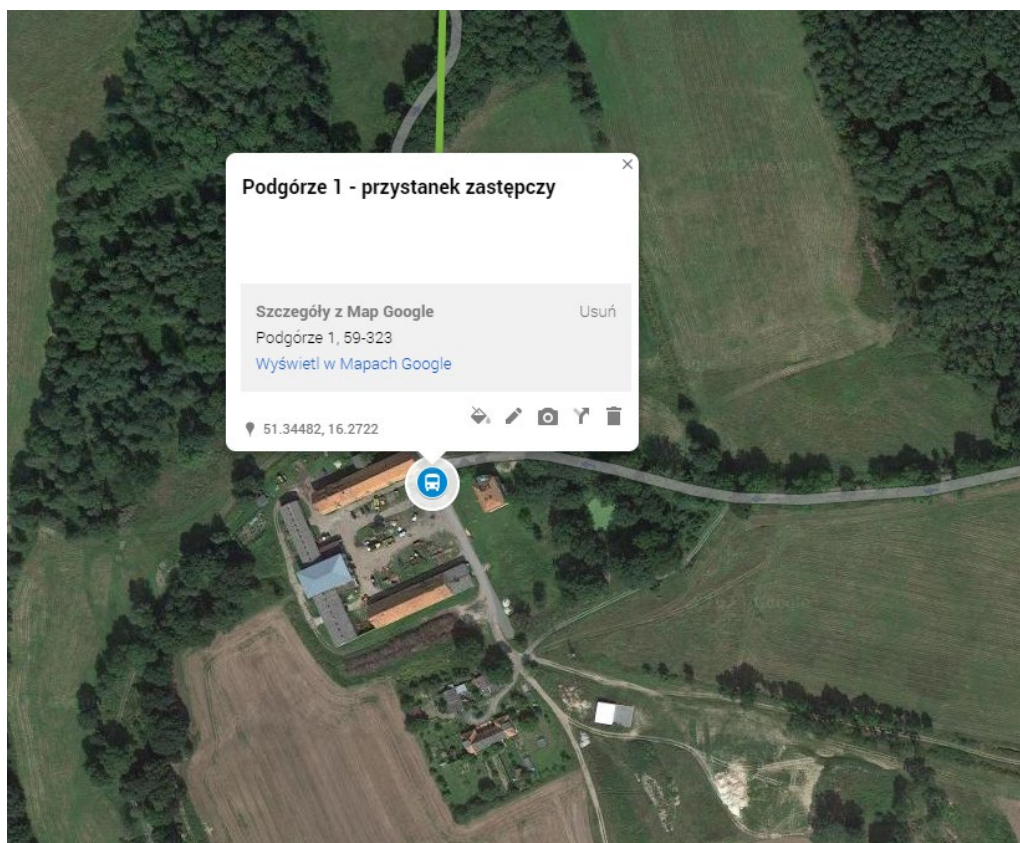 Podgórze 1 - przystanek zastępczy
×
Szczegóły z Map Google
Usuń
Podgórze 1, 59-323
Wyświetl w Mapach Google
51.34482, 16.2722